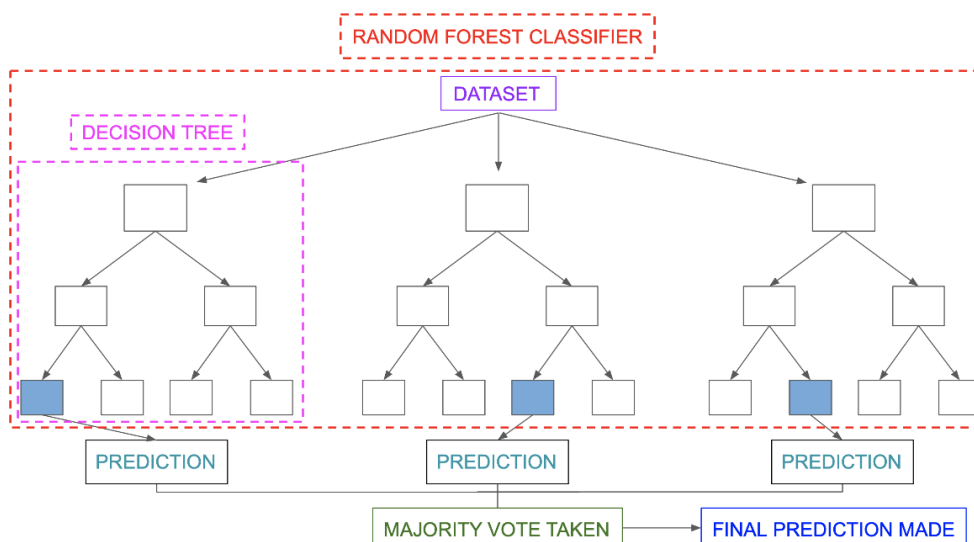 RANDOM FOREST CLASSIFIER
DATASET
DECISION TREE
PREDICTION
PREDICTION
PREDICTION
MAJORITY VOTE TAKEN
FINAL PREDICTION MADE